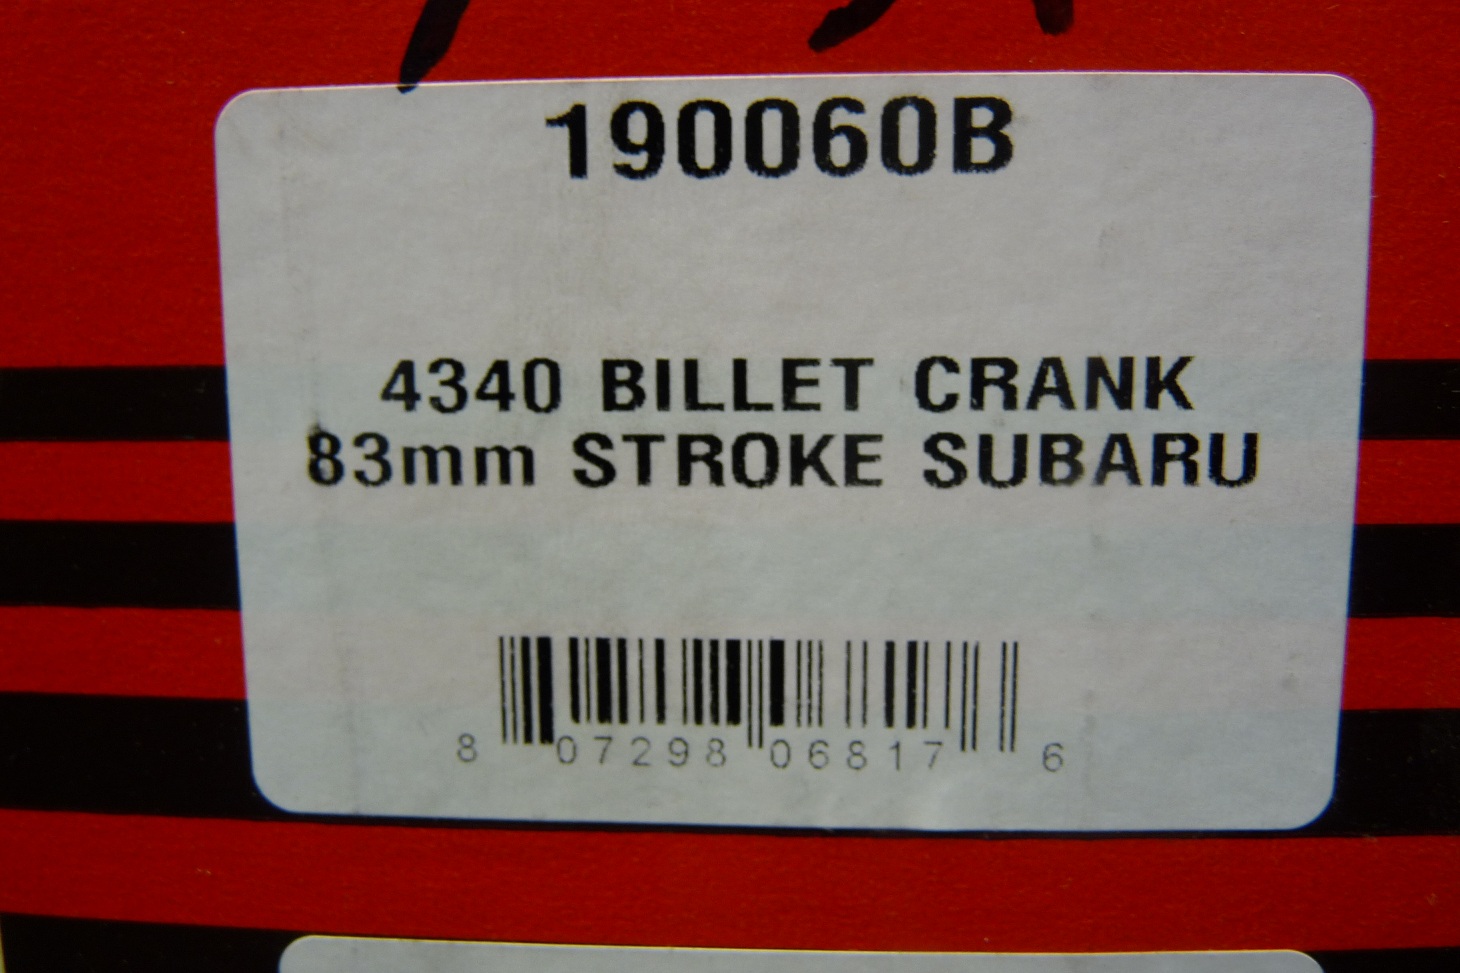 190060B
4340 BILLET CRANK
83mm STROKE SUBARU
8 07298 06817 6